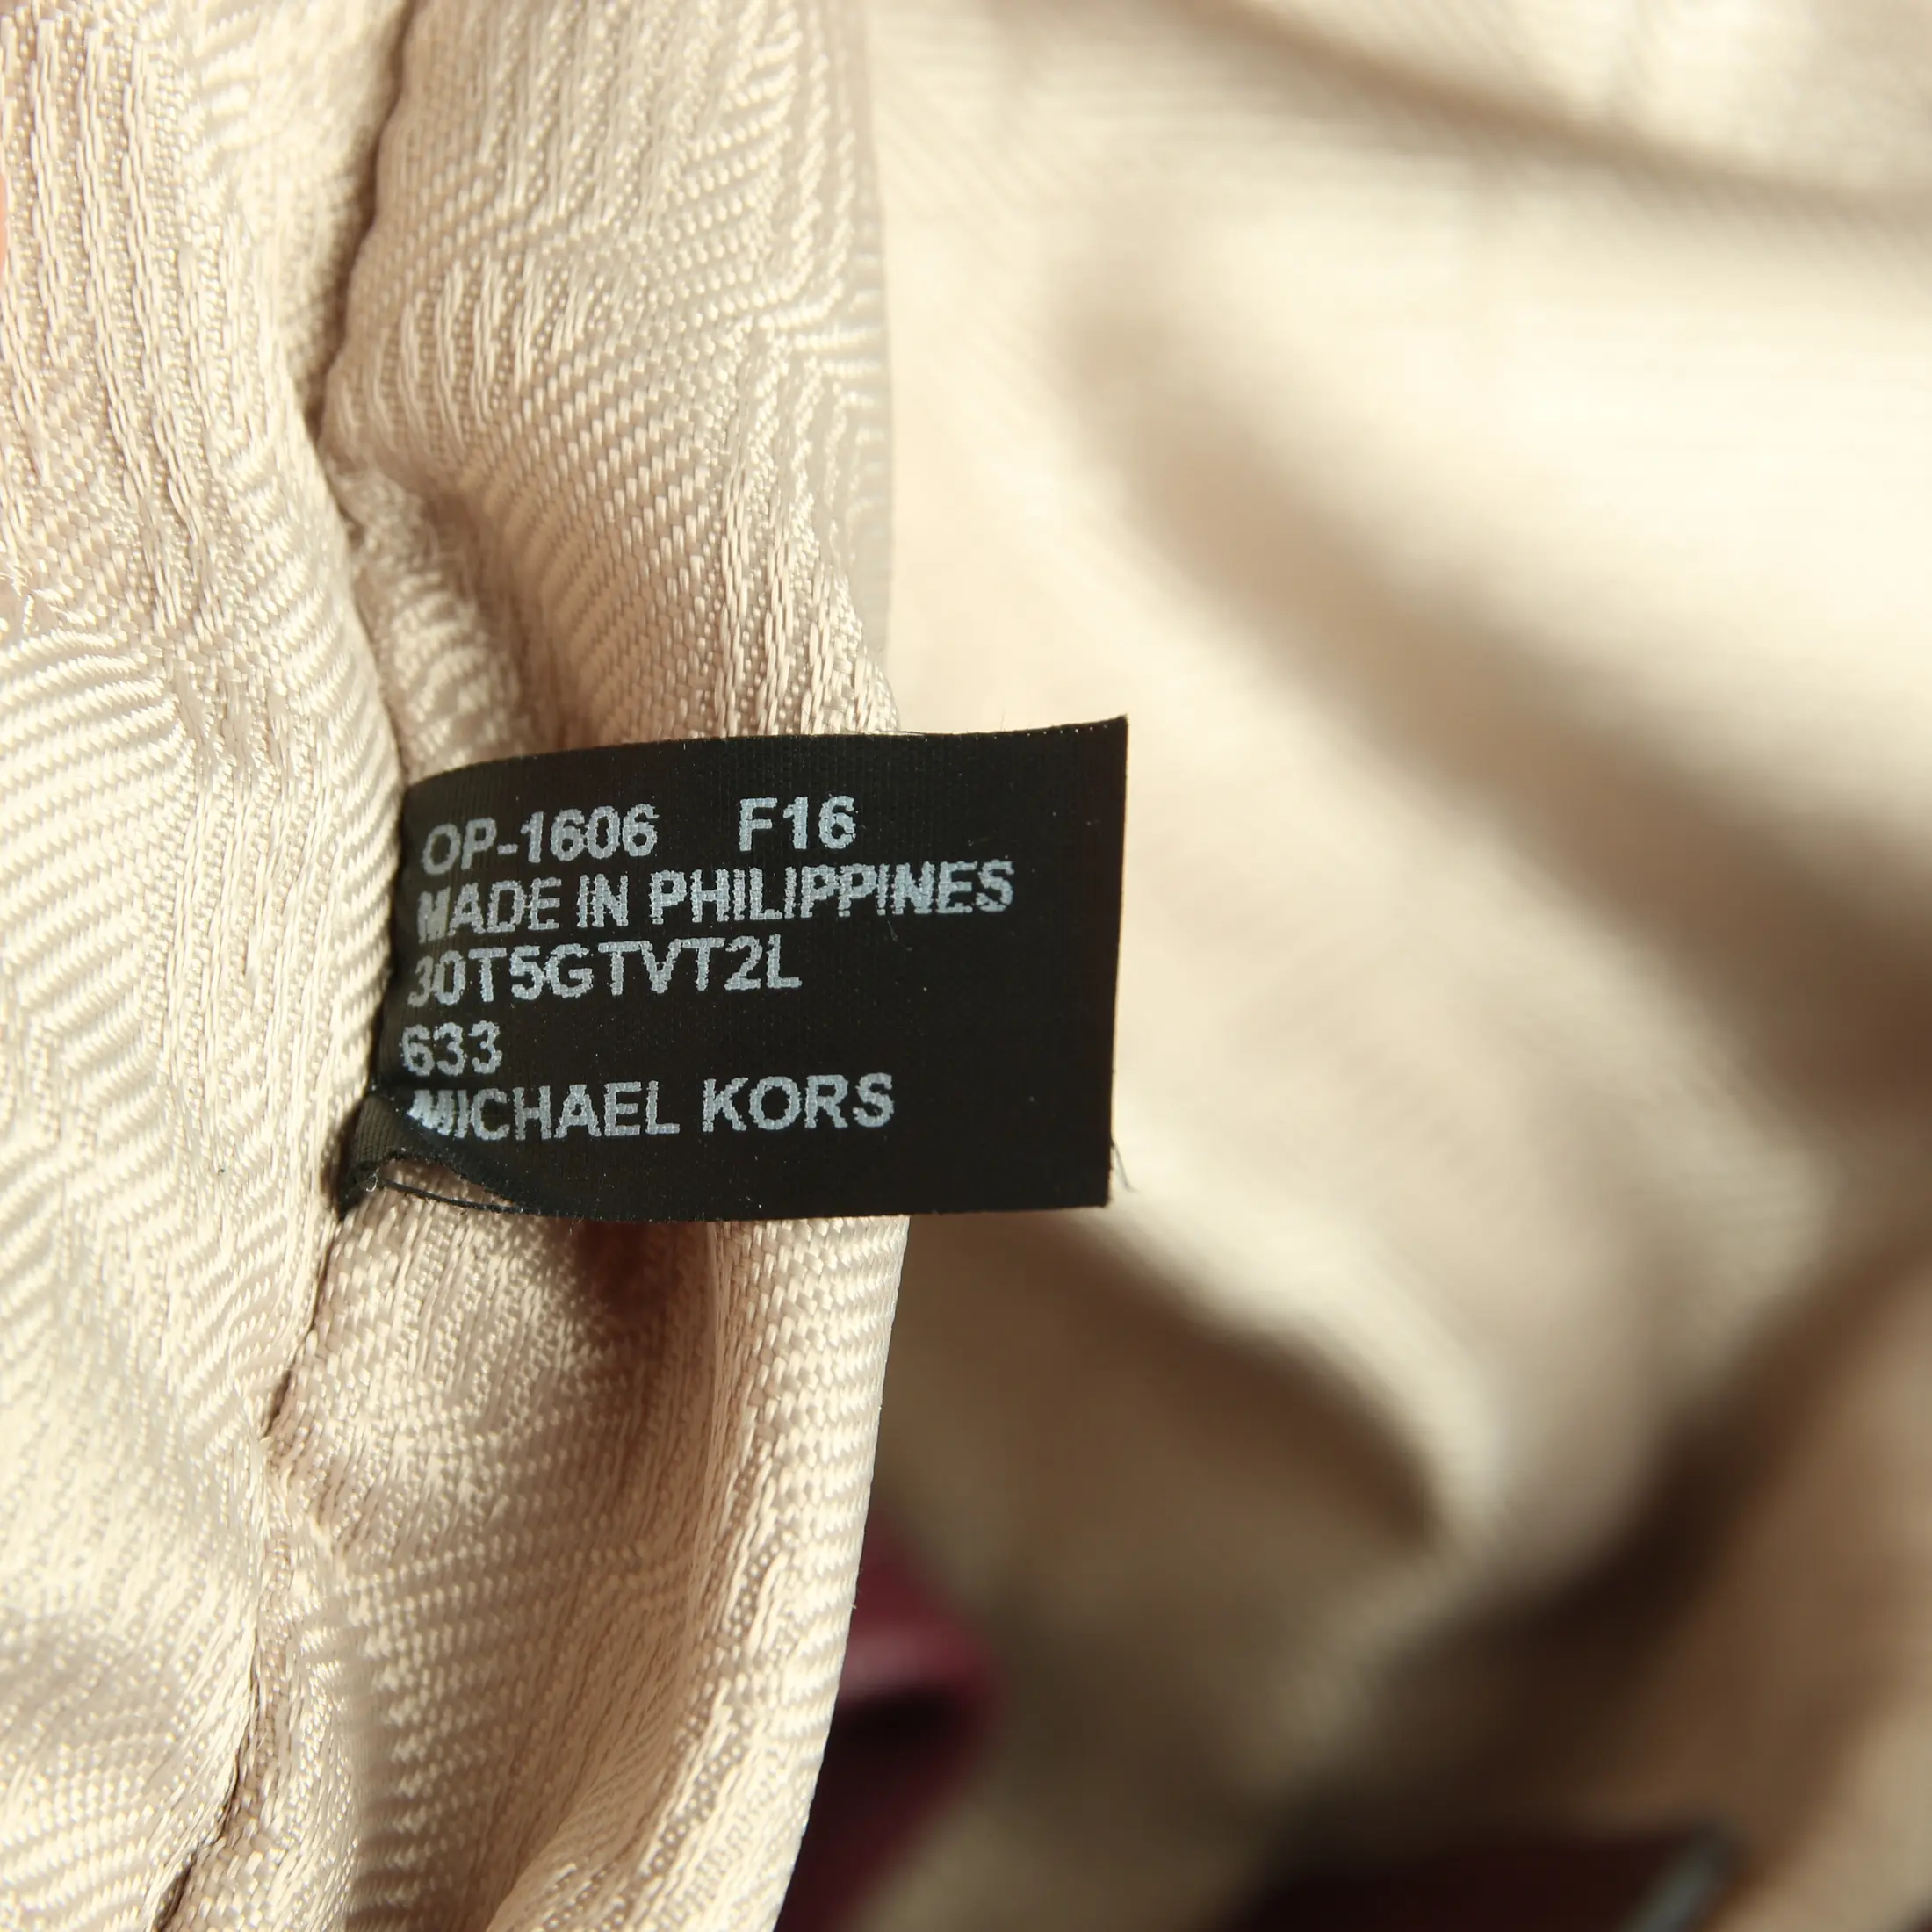 OP-1606 F16
MADE IN PHILIPPINES
30T5GTVT2L
633
MICHAEL KORS